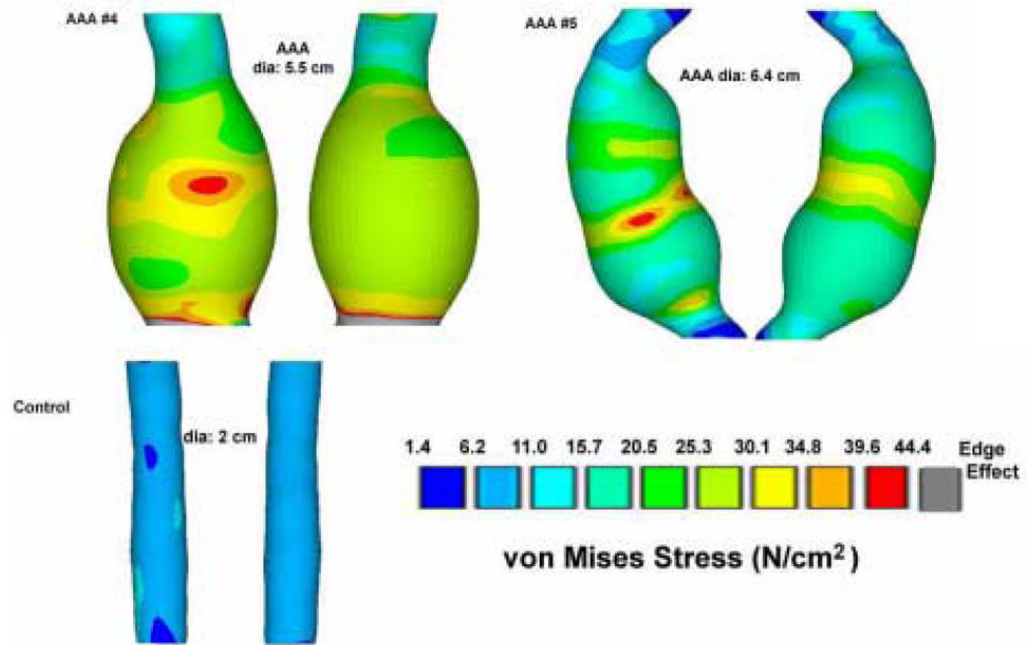 AAA #4
AAA
dia: 5.5 cm
AAA #5
AAA dia: 6.4 cm
Control
dia: 2 cm
1.4 6.2 11.0 15.7 20.5 25.3 30.1 34.8 39.6 44.4 Edge
Effect
von Mises Stress (N/cm²)